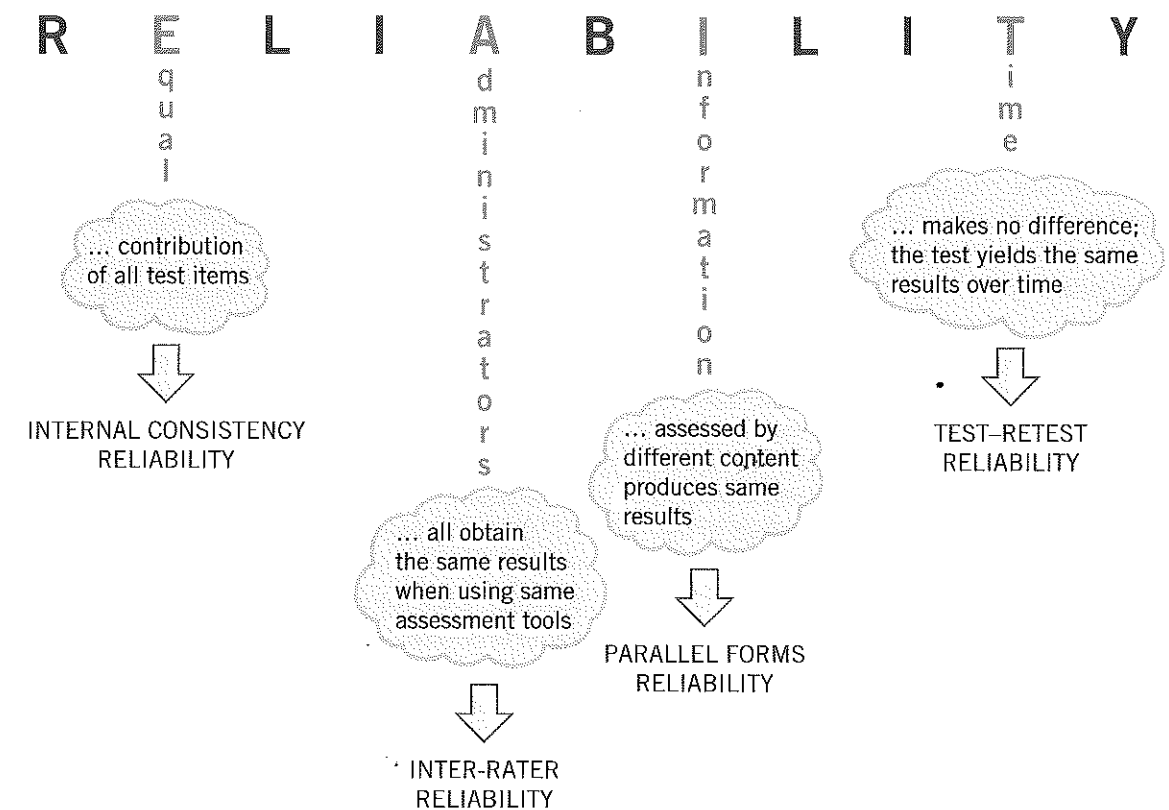 R E L I A B I L I T Y
Equal
... contribution
of all test items
INTERNAL CONSISTENCY
RELIABILITY
Administrators
... all obtain
the same results
when using same
assessment tools
INTER-RATER
RELIABILITY
Information
... assessed by
different content
produces same
results
PARALLEL FORMS
RELIABILITY
Time
... makes no difference;
the test yields the same
results over time
TEST–RETEST
RELIABILITY